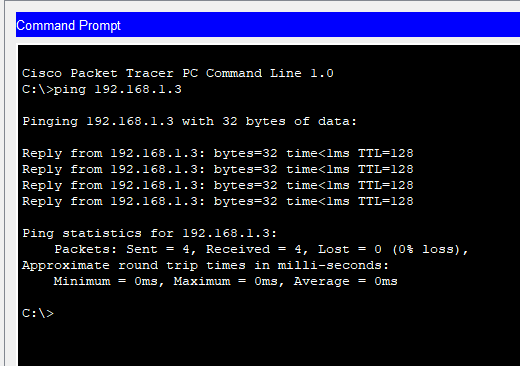 Command Prompt
Cisco Packet Tracer PC Command Line 1.0
C:\>ping 192.168.1.3
Pinging 192.168.1.3 with 32 bytes of data:
Reply from 192.168.1.3: bytes=32 time<1ms TTL=128
Reply from 192.168.1.3: bytes=32 time<1ms TTL=128
Reply from 192.168.1.3: bytes=32 time<1ms TTL=128
Reply from 192.168.1.3: bytes=32 time<1ms TTL=128
Ping statistics for 192.168.1.3:
    Packets: Sent = 4, Received = 4, Lost = 0 (0% loss),
Approximate round trip times in milli-seconds:
    Minimum = 0ms, Maximum = 0ms, Average = 0ms
C:\>